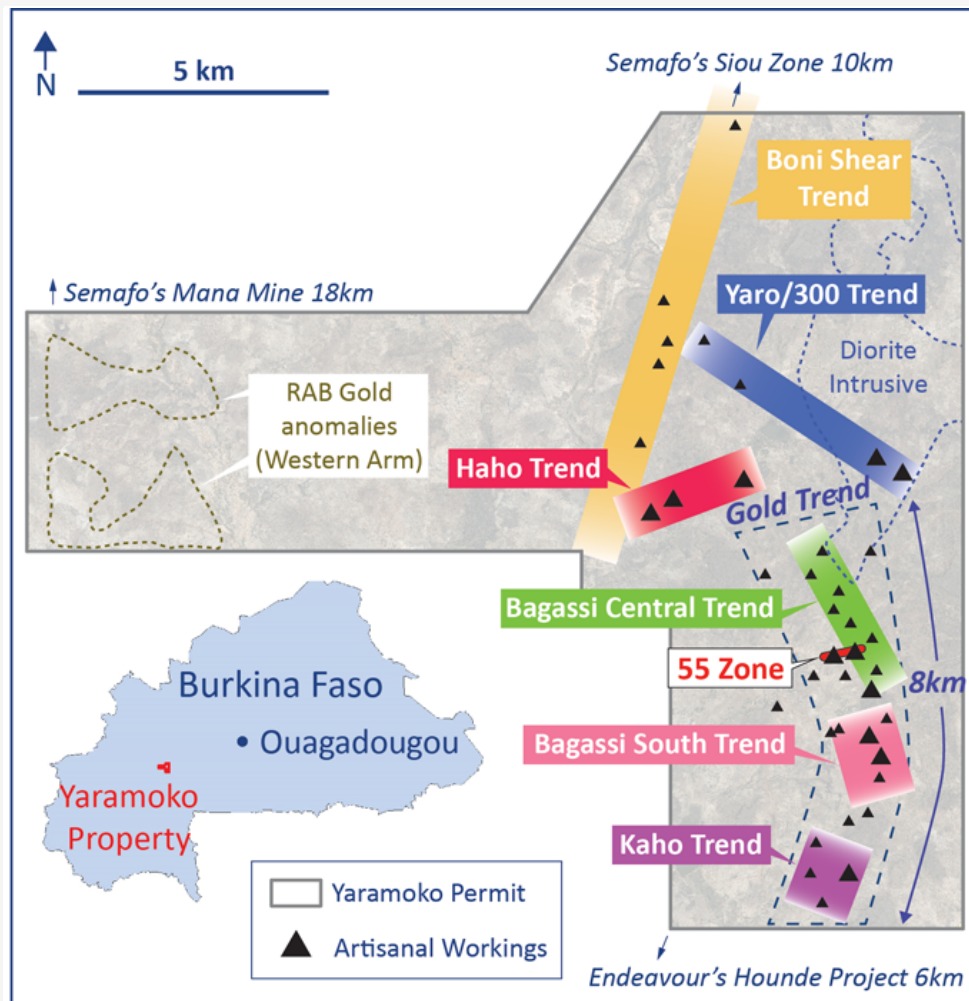 N
5 km
Semafo's Siou Zone 10km
Boni Shear
Trend
Semafo's Mana Mine 18km
Yaro/300 Trend
Diorite
Intrusive
RAB Gold
anomalies
(Western Arm)
Haho Trend
Gold Trend
Bagassi Central Trend
55 Zone
8km
Bagassi South Trend
Kaho Trend
Burkina Faso
Ouagadougou
Yaramoko
Property
Yaramoko Permit
Artisanal Workings
Endeavour's Hounde Project 6km